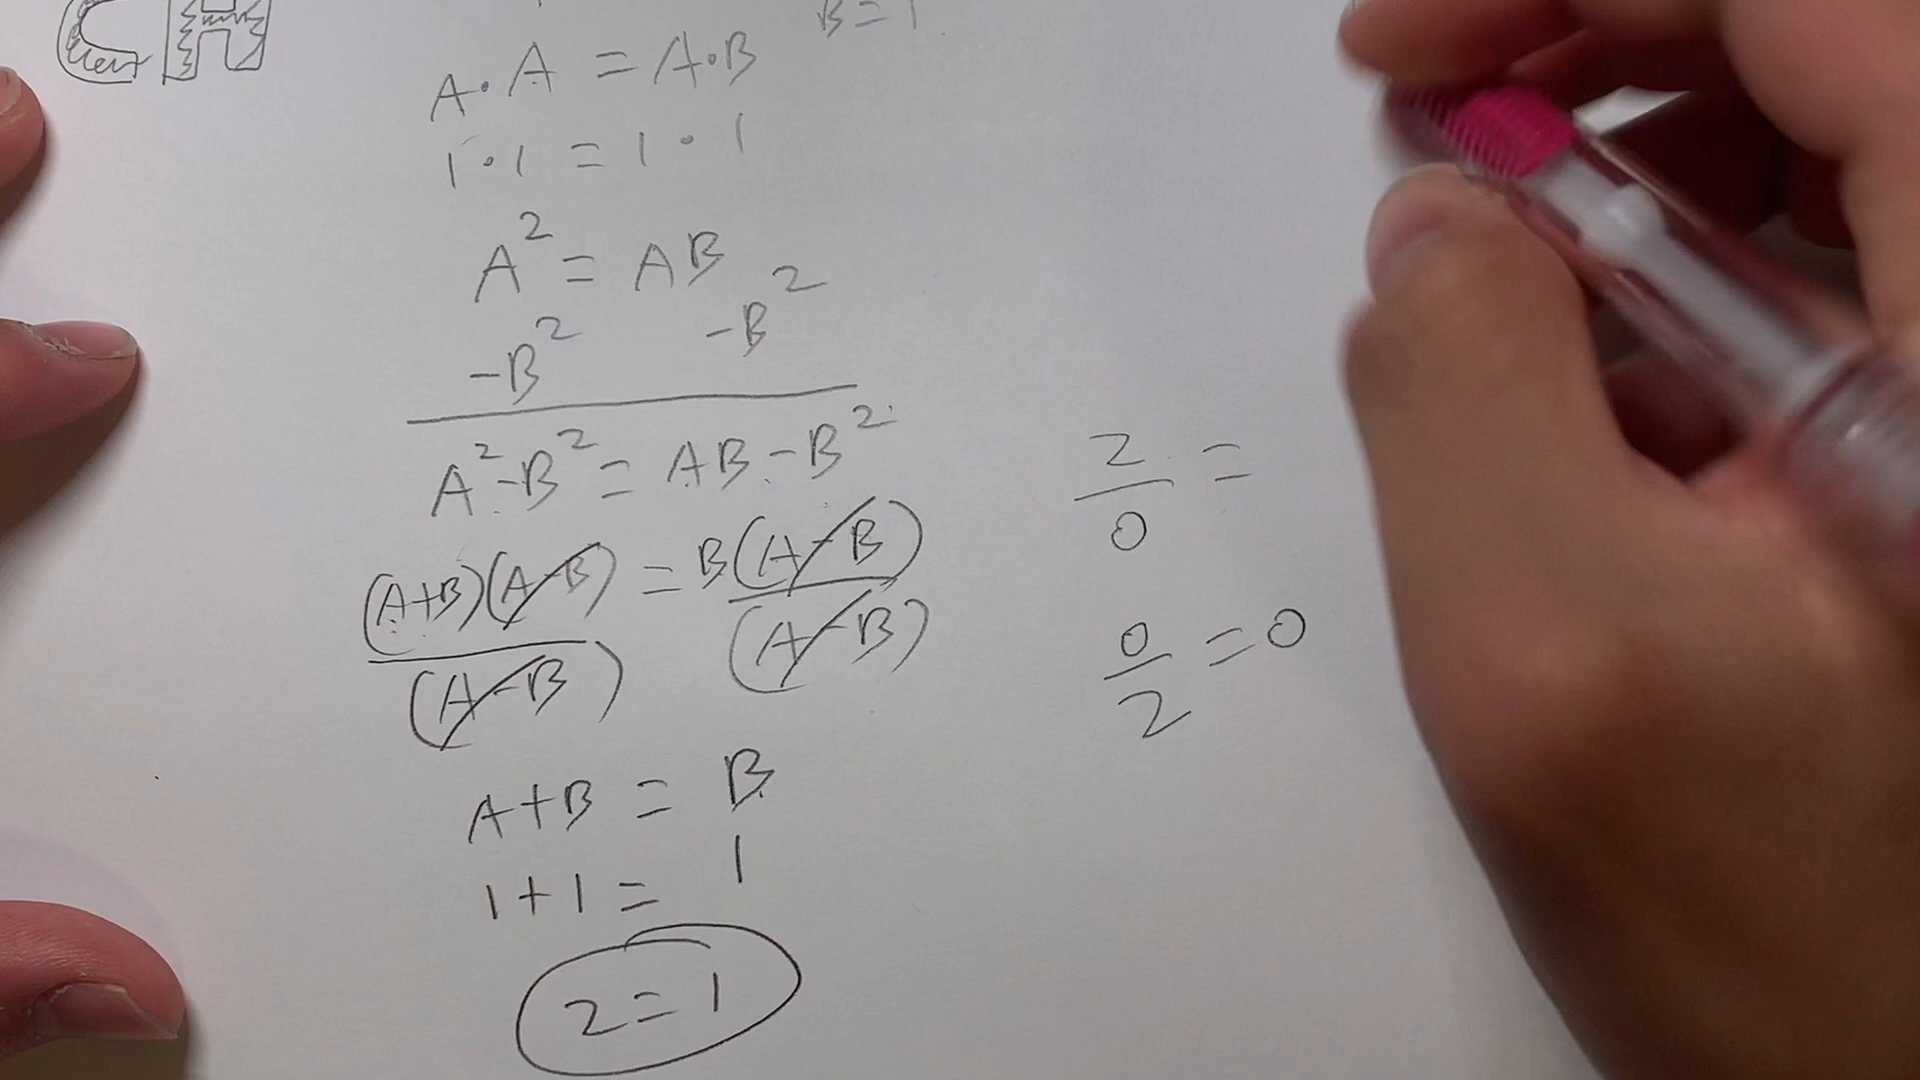 CH
B=1
A·A = A·B
1·1 = 1·1
A² = AB
-B² -B²
A²-B² = AB-B²
(A+B)(A-B) = B(A-B)
(A-B) (A-B)
A+B = B
1+1 = 1
2=1
2/0 =
0/2 = 0